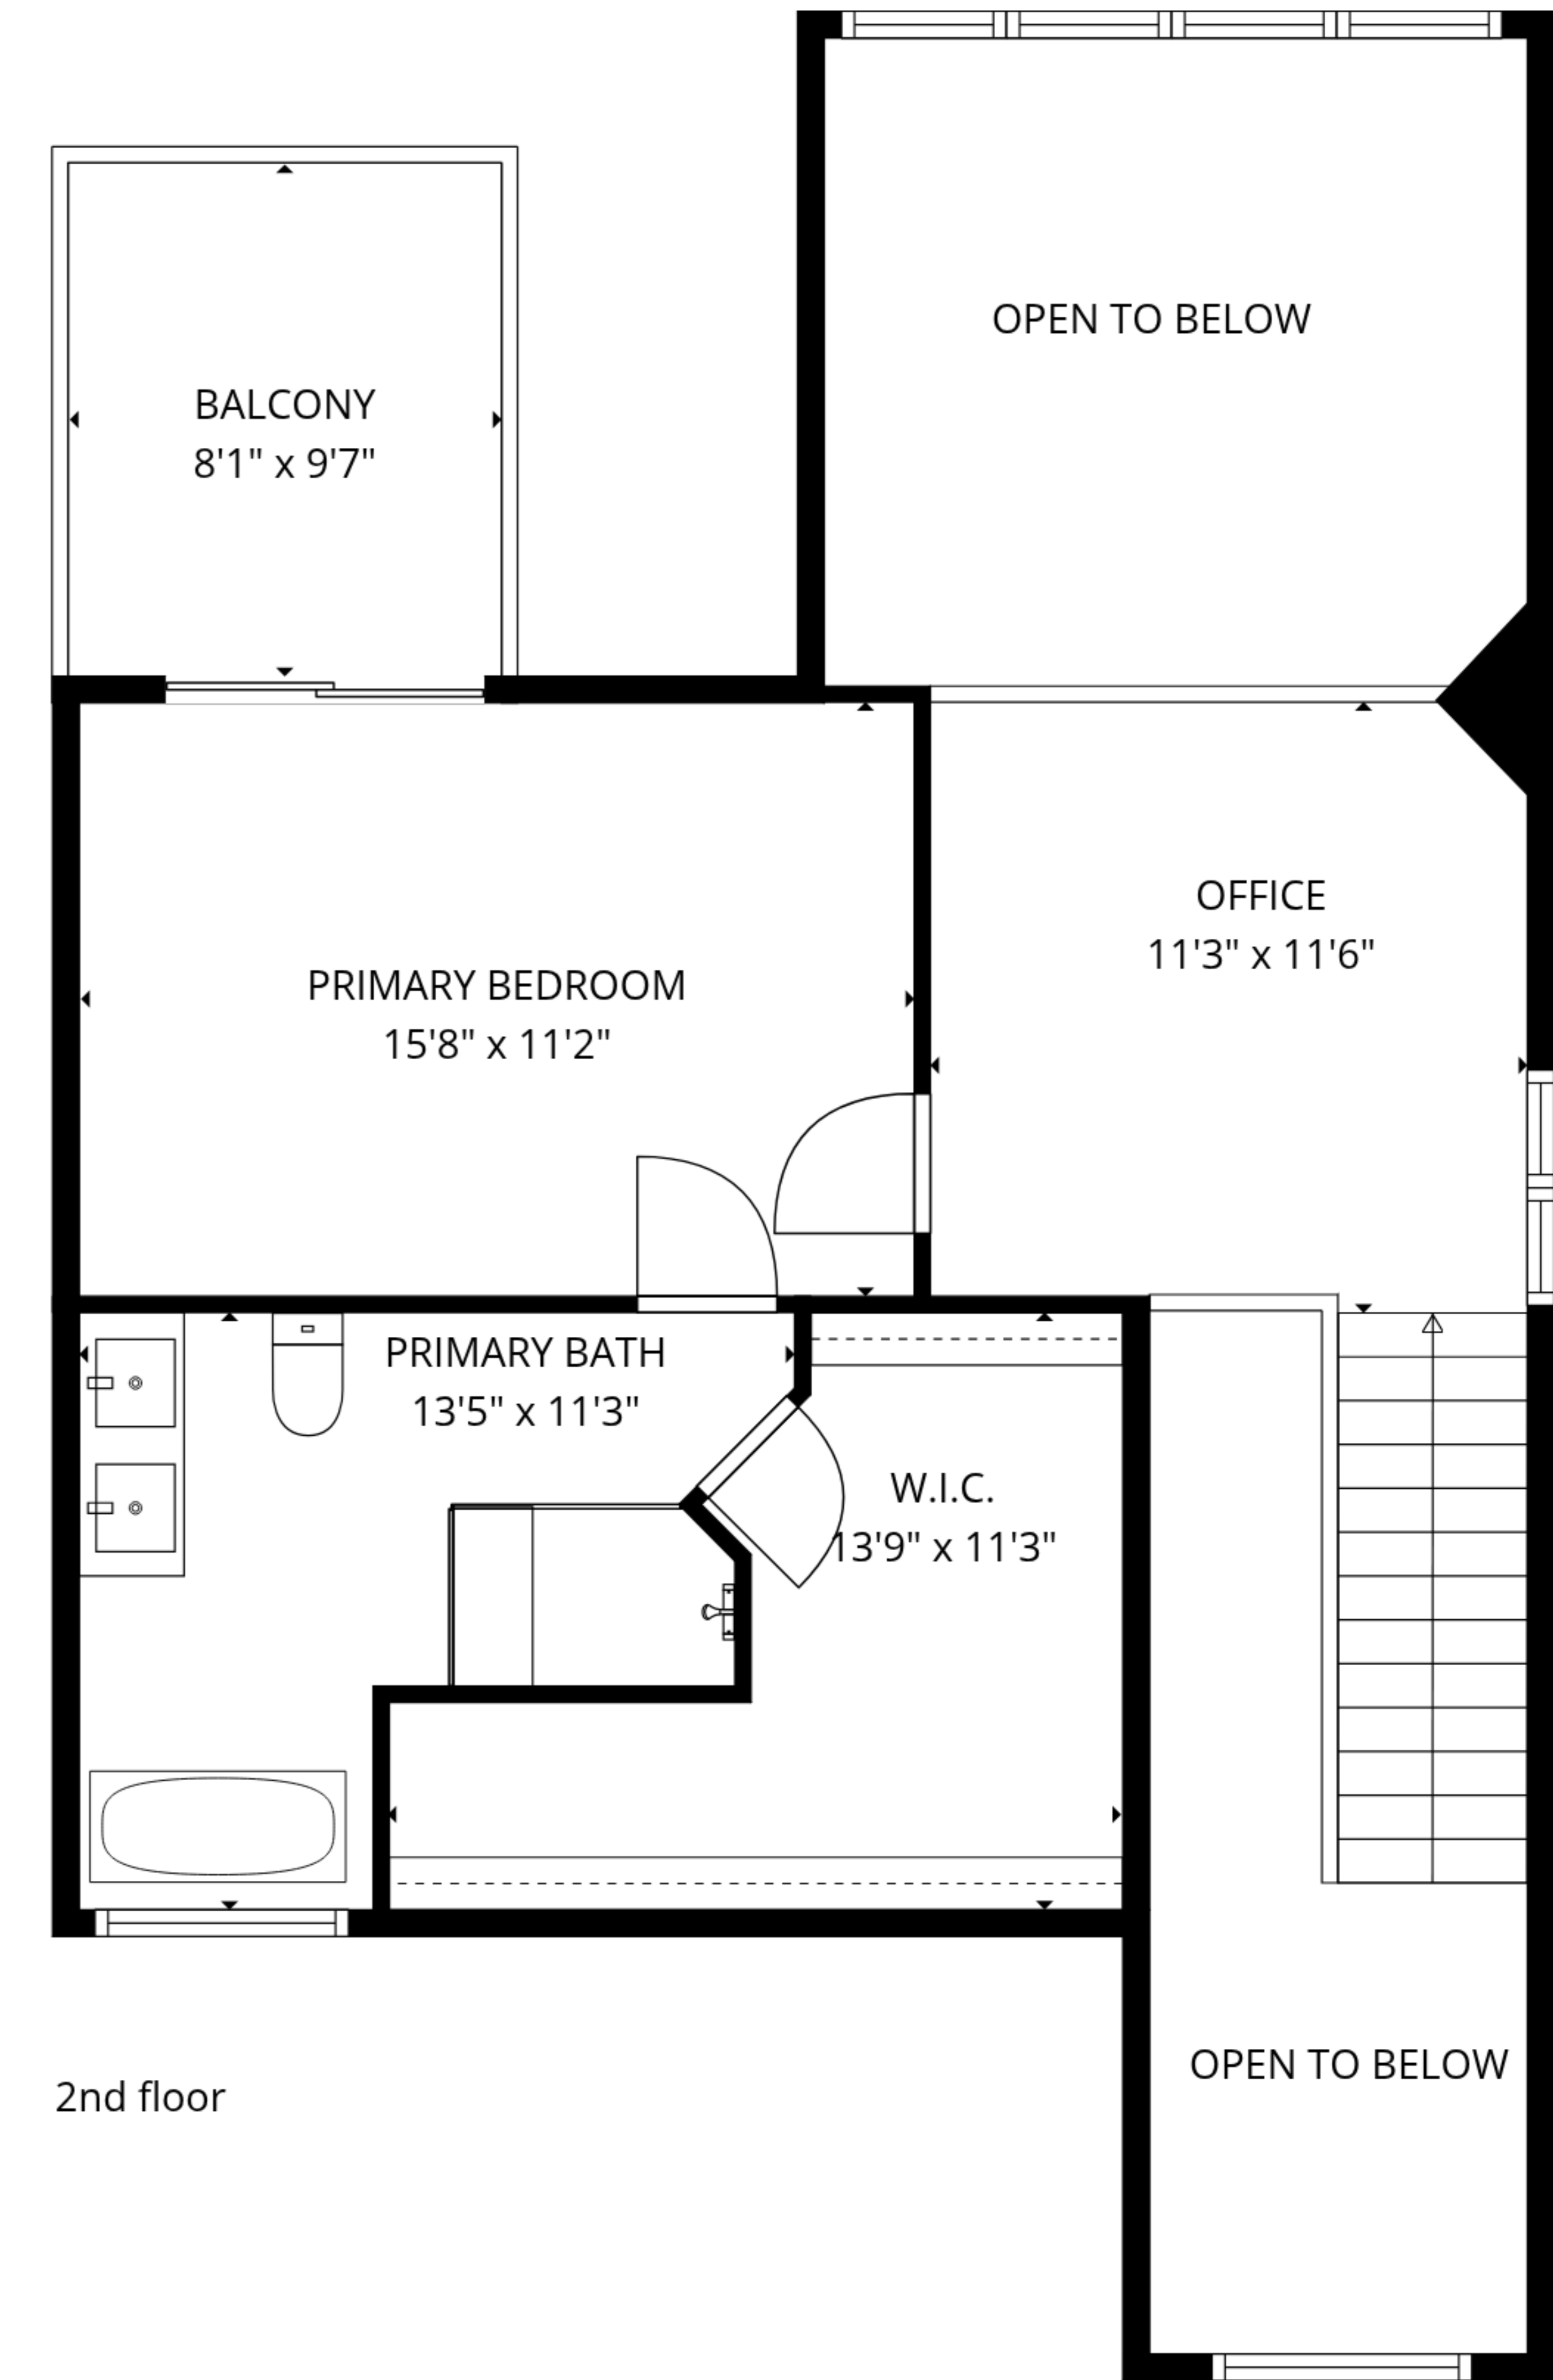 OPEN TO BELOW
BALCONY
8'1" x 9'7"
OFFICE
11'3" x 11'6"
PRIMARY BEDROOM
15'8" x 11'2"
PRIMARY BATH
13'5" x 11'3"
W.I.C.
13'9" x 11'3"
OPEN TO BELOW
2nd floor